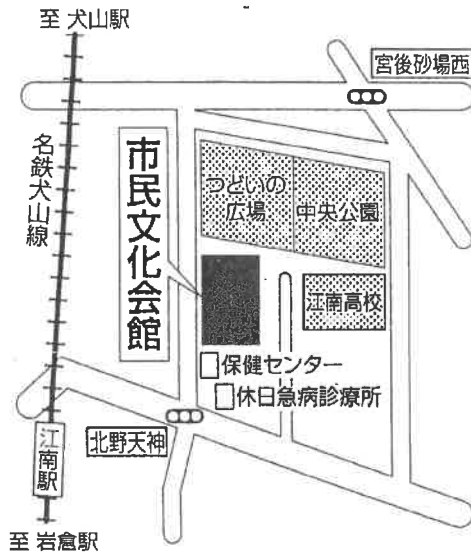 至 犬山駅
宮後砂場西
名鉄犬山線
市民文化会館
つどいの
広場
中央公園
江南高校
保健センター
休日急病診療所
北野天神
江南駅
至 岩倉駅